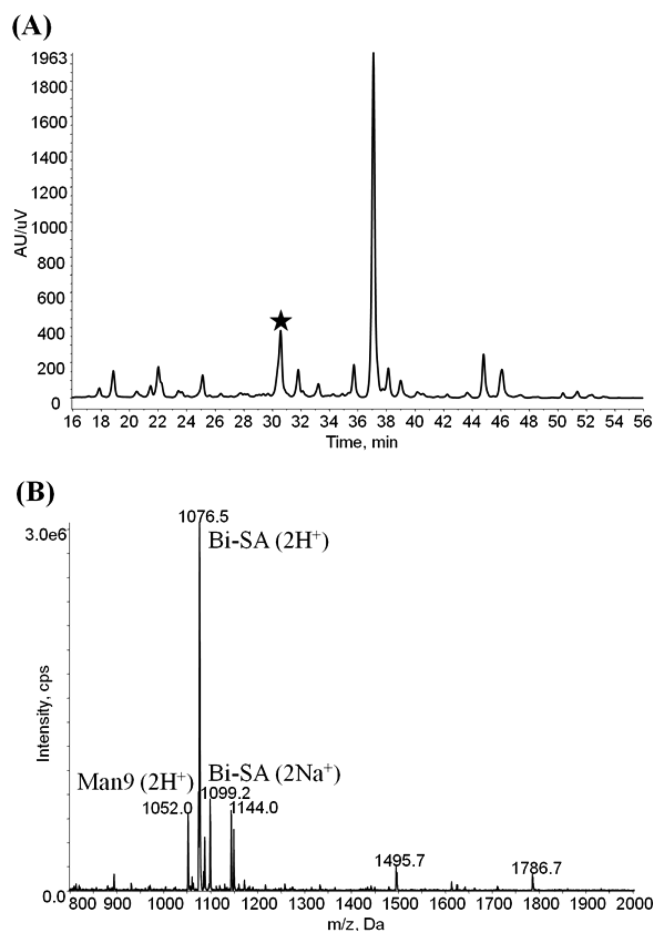 (A)
1963
1800
1600
1400
1200
1000
800
600
400
200
0
AU/uV
★
16 18 20 22 24 26 28 30 32 34 36 38 40 42 44 46 48 50 52 54 56
Time, min
(B)
1076.5
3.0e6
Bi-SA (2H⁺)
Intensity, cps
Bi-SA (2Na⁺)
Man9 (2H⁺)
1099.2
1052.0
1144.0
1495.7
1786.7
0.0
800 900 1000 1100 1200 1300 1400 1500 1600 1700 1800 1900 2000
m/z, Da